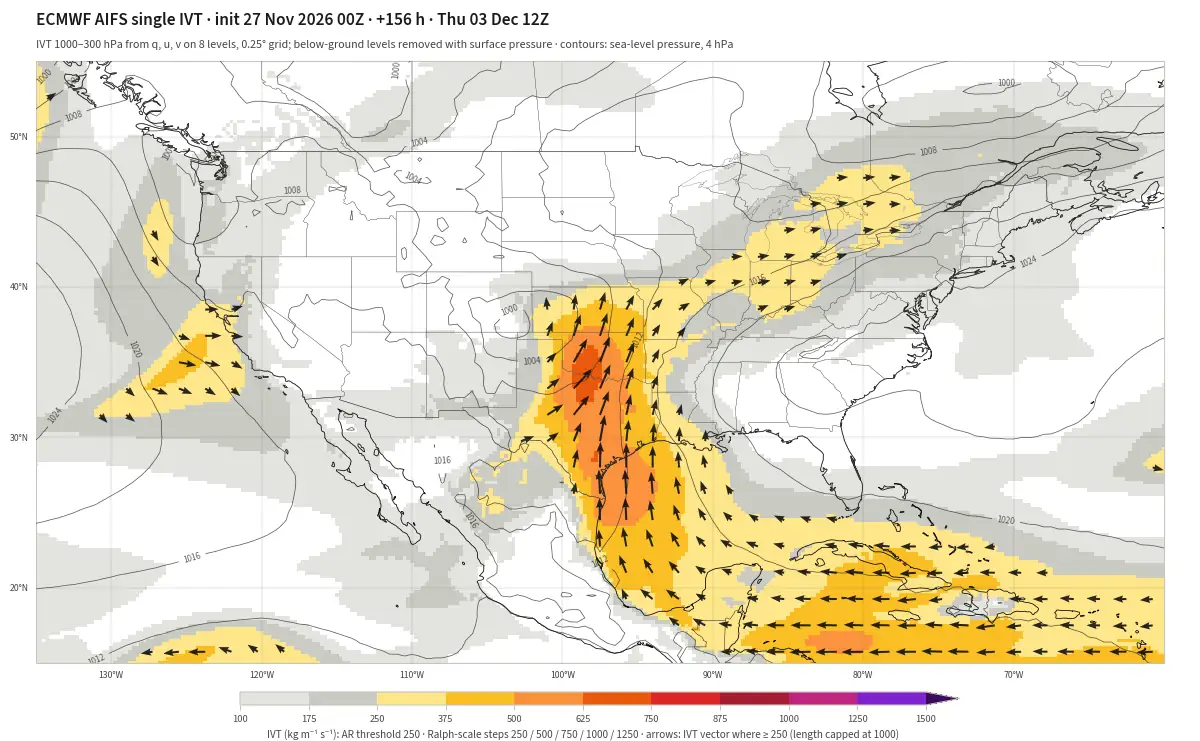 ECMWF AIFS single IVT · init 27 Nov 2026 00Z · +156 h · Thu 03 Dec 12Z
IVT 1000–300 hPa from q, u, v on 8 levels, 0.25° grid; below-ground levels removed with surface pressure · contours: sea-level pressure, 4 hPa
1000
1000
1000
1008
1004
1008
50°N
1004
1008
1024
1016
40°N
1000
1012
1020
1004
1024
30°N
1016
1016
1020
1016
20°N
1012
130°W
120°W
110°W
100°W
90°W
80°W
70°W
100
175
250
375
500
625
750
875
1000
1250
1500
IVT (kg m⁻¹ s⁻¹): AR threshold 250 · Ralph-scale steps 250 / 500 / 750 / 1000 / 1250 · arrows: IVT vector where ≥ 250 (length capped at 1000)